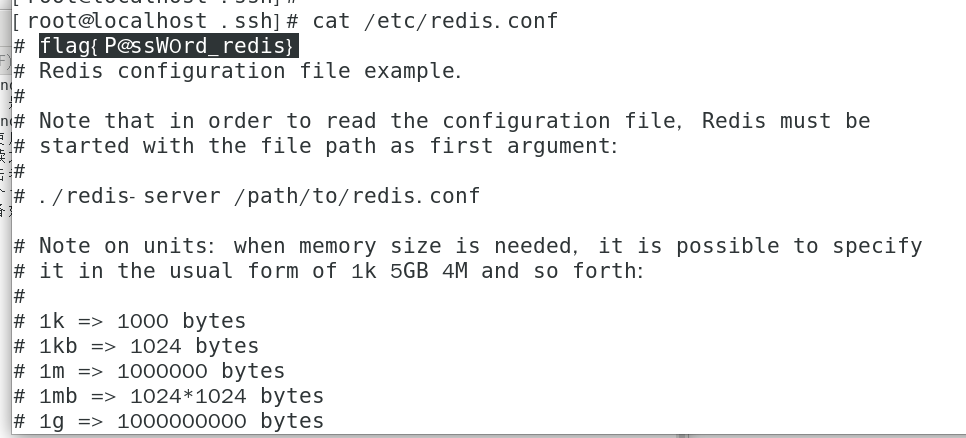 [root@localhost .ssh]#
[root@localhost .ssh]# cat /etc/redis.conf
# flag{P@ssW0rd_redis}
# Redis configuration file example.
#
# Note that in order to read the configuration file, Redis must be
# started with the file path as first argument:
#
# ./redis-server /path/to/redis.conf

# Note on units: when memory size is needed, it is possible to specify
# it in the usual form of 1k 5GB 4M and so forth:
#
# 1k => 1000 bytes
# 1kb => 1024 bytes
# 1m => 1000000 bytes
# 1mb => 1024*1024 bytes
# 1g => 1000000000 bytes